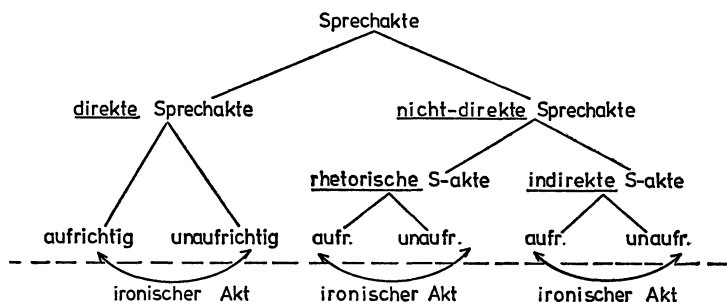 Sprechakte
direkte Sprechakte nicht-direkte Sprechakte
rhetorische S-akte indirekte S-akte
aufrichtig unaufrichtig aufr. unaufr. aufr. unaufr.
ironischer Akt ironischer Akt ironischer Akt